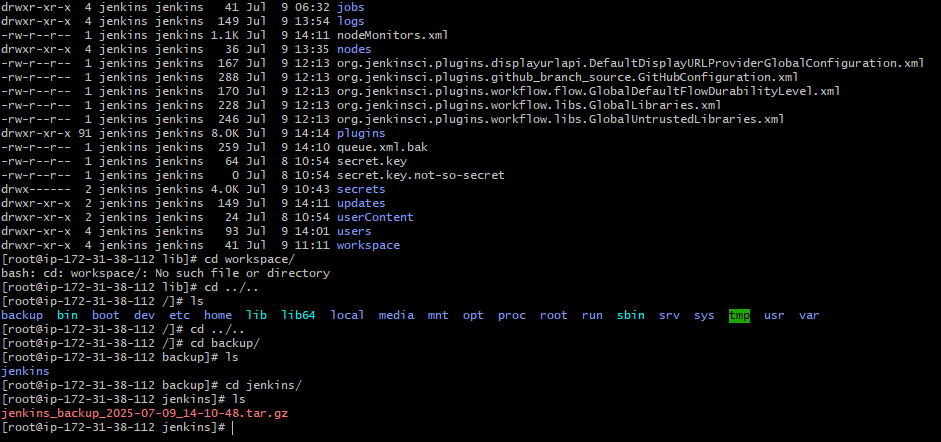 drwxr-xr-x  4 jenkins jenkins   41 Jul  9 06:32 jobs
drwxr-xr-x  4 jenkins jenkins  149 Jul  9 13:54 logs
-rw-r--r--  1 jenkins jenkins 1.1K Jul  9 14:11 nodeMonitors.xml
drwxr-xr-x  4 jenkins jenkins   36 Jul  9 13:35 nodes
-rw-r--r--  1 jenkins jenkins  167 Jul  9 12:13 org.jenkinsci.plugins.displayurlapi.DefaultDisplayURLProviderGlobalConfiguration.xml
-rw-r--r--  1 jenkins jenkins  288 Jul  9 12:13 org.jenkinsci.plugins.github_branch_source.GitHubConfiguration.xml
-rw-r--r--  1 jenkins jenkins  170 Jul  9 12:13 org.jenkinsci.plugins.workflow.flow.GlobalDefaultFlowDurabilityLevel.xml
-rw-r--r--  1 jenkins jenkins  228 Jul  9 12:13 org.jenkinsci.plugins.workflow.libs.GlobalLibraries.xml
-rw-r--r--  1 jenkins jenkins  246 Jul  9 12:13 org.jenkinsci.plugins.workflow.libs.GlobalUntrustedLibraries.xml
drwxr-xr-x 91 jenkins jenkins 8.0K Jul  9 14:14 plugins
-rw-r--r--  1 jenkins jenkins  259 Jul  9 14:10 queue.xml.bak
-rw-r--r--  1 jenkins jenkins   64 Jul  8 10:54 secret.key
-rw-r--r--  1 jenkins jenkins    0 Jul  8 10:54 secret.key.not-so-secret
drwx------  2 jenkins jenkins 4.0K Jul  9 10:43 secrets
drwxr-xr-x  2 jenkins jenkins  149 Jul  9 14:11 updates
drwxr-xr-x  2 jenkins jenkins   24 Jul  8 10:54 userContent
drwxr-xr-x  4 jenkins jenkins   93 Jul  9 14:01 users
drwxr-xr-x  4 jenkins jenkins   41 Jul  9 11:11 workspace
[root@ip-172-31-38-112 lib]# cd workspace/
bash: cd: workspace/: No such file or directory
[root@ip-172-31-38-112 lib]# cd ../..
[root@ip-172-31-38-112 /]# ls
backup  bin  boot  dev  etc  home  lib  lib64  local  media  mnt  opt  proc  root  run  sbin  srv  sys  tmp  usr  var
[root@ip-172-31-38-112 /]# cd ../..
[root@ip-172-31-38-112 /]# cd backup/
[root@ip-172-31-38-112 backup]# ls
jenkins
[root@ip-172-31-38-112 backup]# cd jenkins/
[root@ip-172-31-38-112 jenkins]# ls
jenkins_backup_2025-07-09_14-10-48.tar.gz
[root@ip-172-31-38-112 jenkins]#